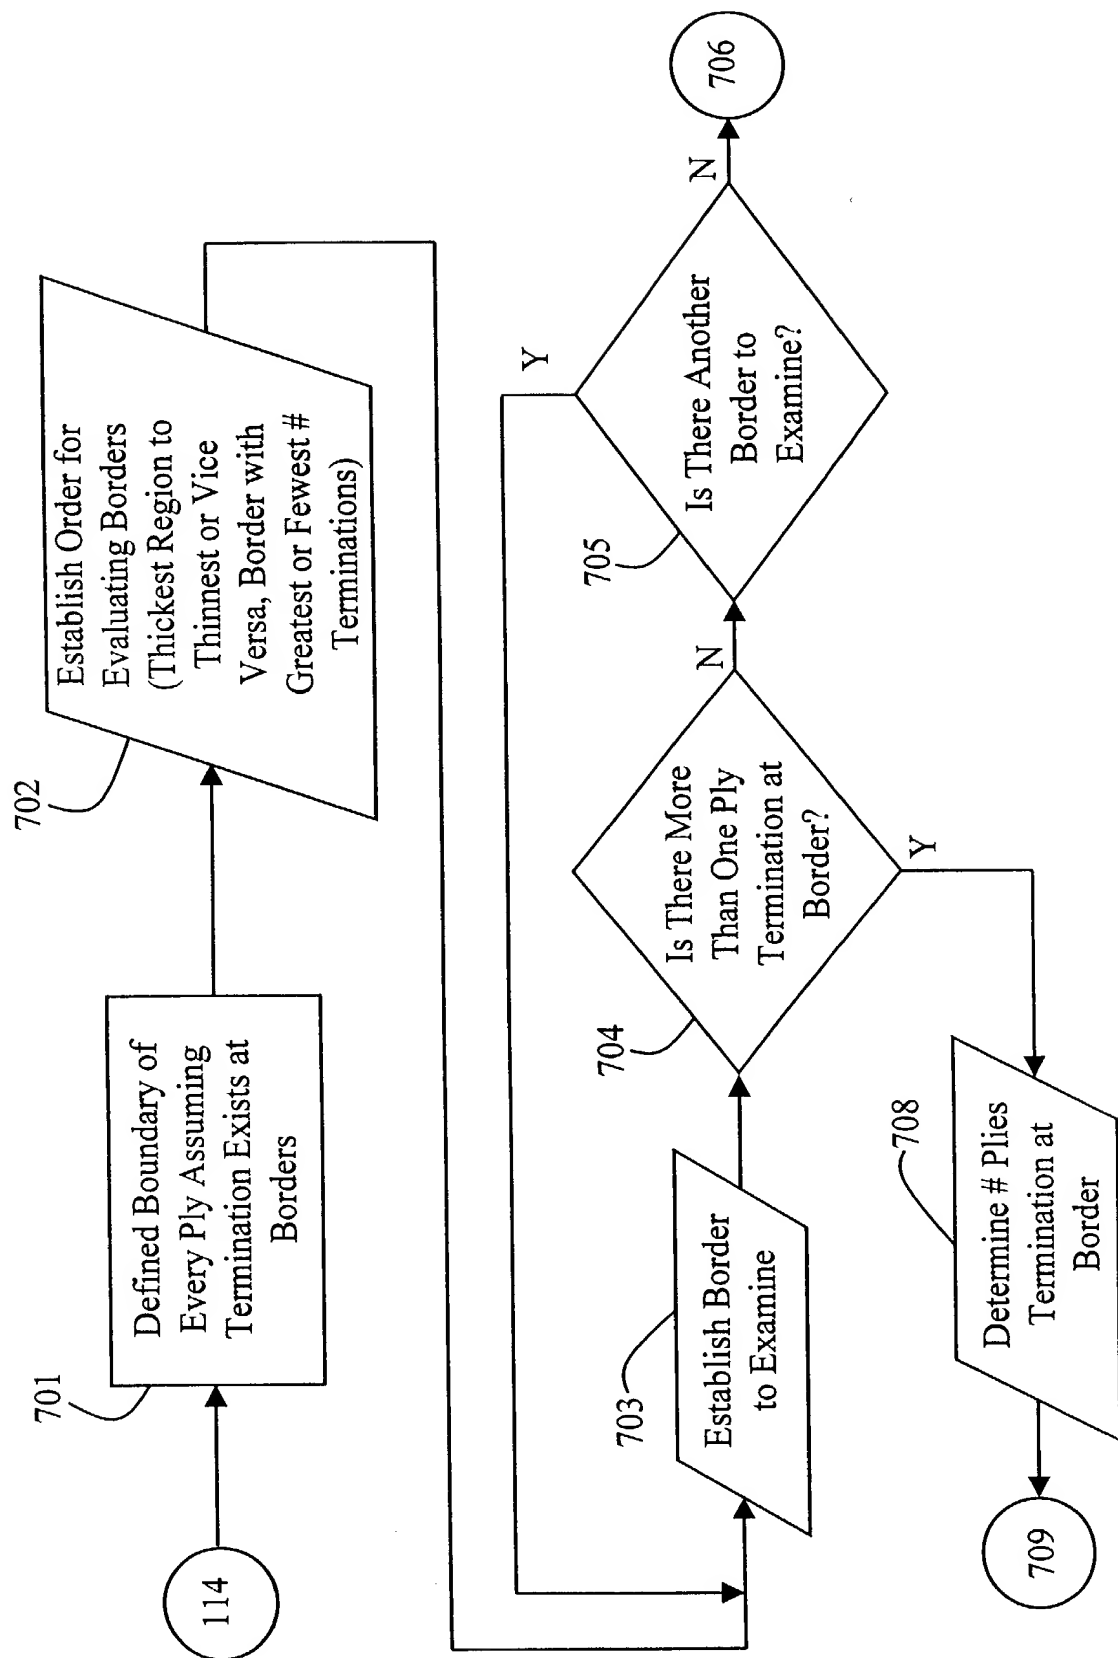 114
701
Defined Boundary of
Every Ply Assuming
Termination Exists at
Borders
702
Establish Order for
Evaluating Borders
(Thickest Region to
Thinnest or Vice
Versa, Border with
Greatest or Fewest #
Terminations)
703
Establish Border
to Examine
704
Is There More
Than One Ply
Termination at
Border?
N
Y
705
Is There Another
Border to
Examine?
Y
N
706
708
Determine # Plies
Termination at
Border
709